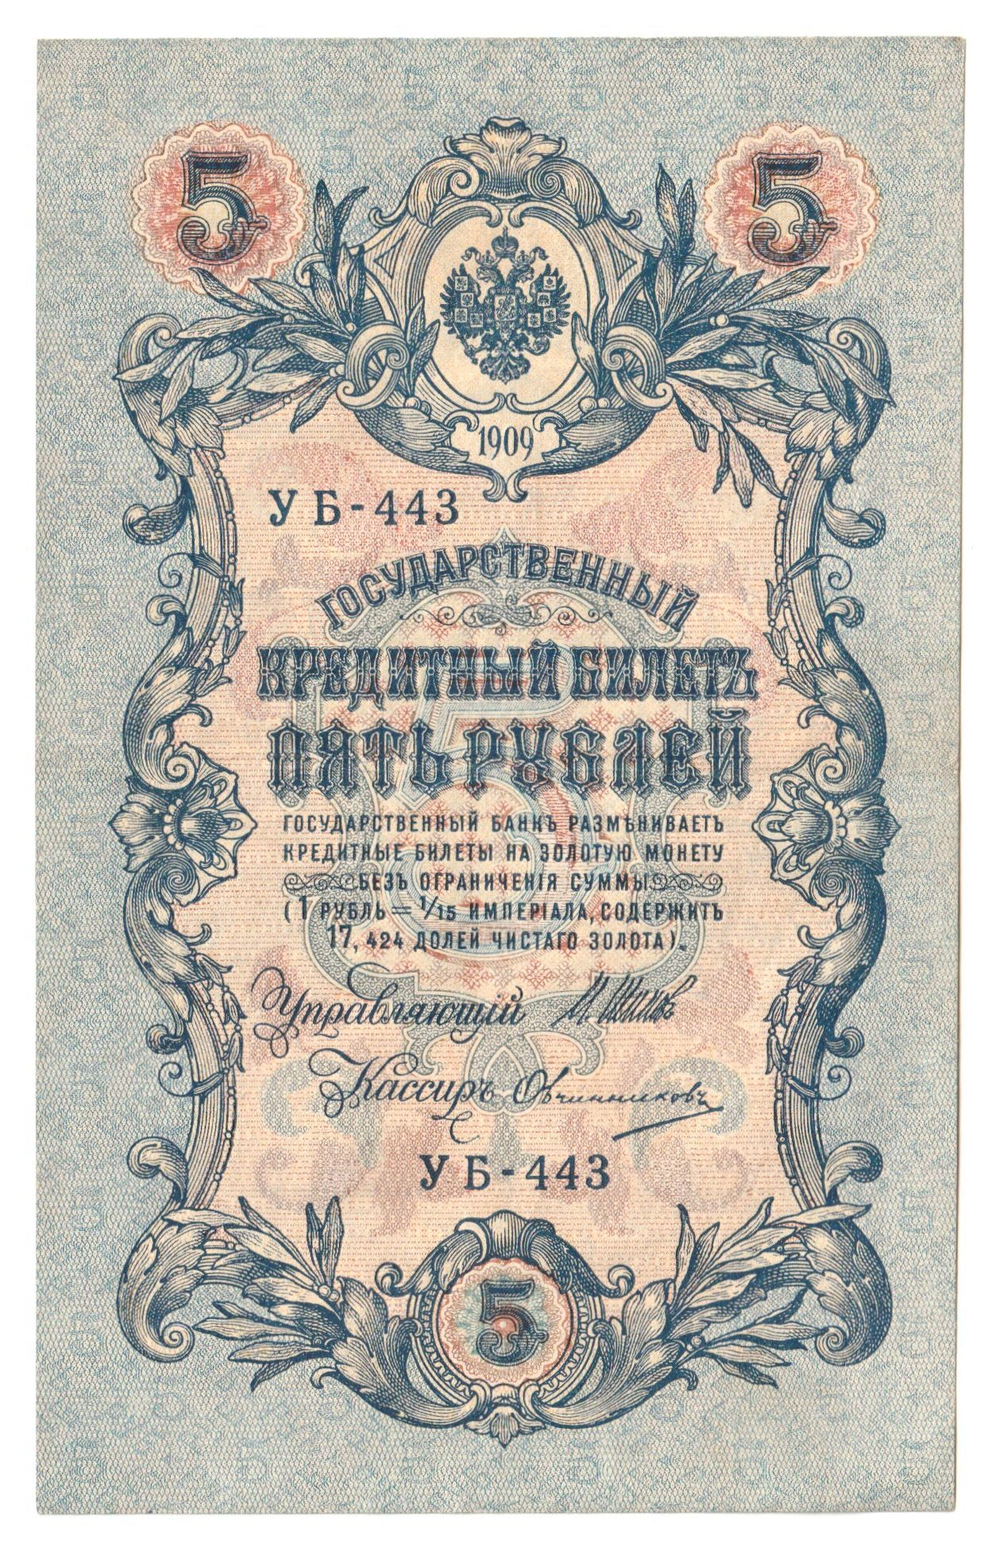 5 5
1909
УБ-443
ГОСУДАРСТВЕННЫЙ
КРЕДИТНЫЙ БИЛЕТЪ
ПЯТЬ РУБЛЕЙ
ГОСУДАРСТВЕННЫЙ БАНКЪ РАЗМѢНИВАЕТЪ
КРЕДИТНЫЕ БИЛЕТЫ НА ЗОЛОТУЮ МОНЕТУ
БЕЗЪ ОГРАНИЧЕНІЯ СУММЫ
(1 РУБЛЬ = 1/15 ИМПЕРІАЛА, СОДЕРЖИТЪ
17,424 ДОЛЕЙ ЧИСТАГО ЗОЛОТА).
Управляющій И. Шипов
Кассиръ Овчинниковъ
УБ-443
5